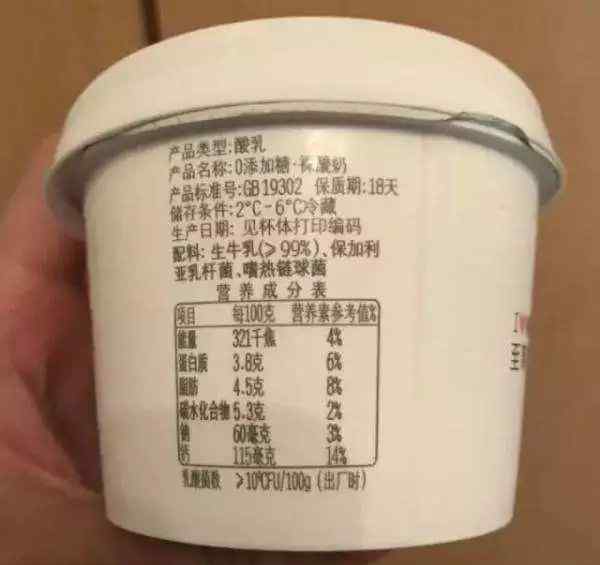 产品类型:酸乳
产品名称:0添加糖·裸酸奶
产品标准号:GB 19302 保质期:18天
储存条件:2°C-6°C冷藏
生产日期: 见杯体打印编码
配料: 生牛乳(≥99%)、保加利
亚乳杆菌、嗜热链球菌
营养成分表
项目 每100克 营养素参考值%
能量 321千焦 4%
蛋白质 3.8克 6%
脂肪 4.5克 8%
碳水化合物 5.3克 2%
钠 60毫克 3%
钙 115毫克 14%
乳酸菌数 ≥10⁶CFU/100g (出厂时)
I
至